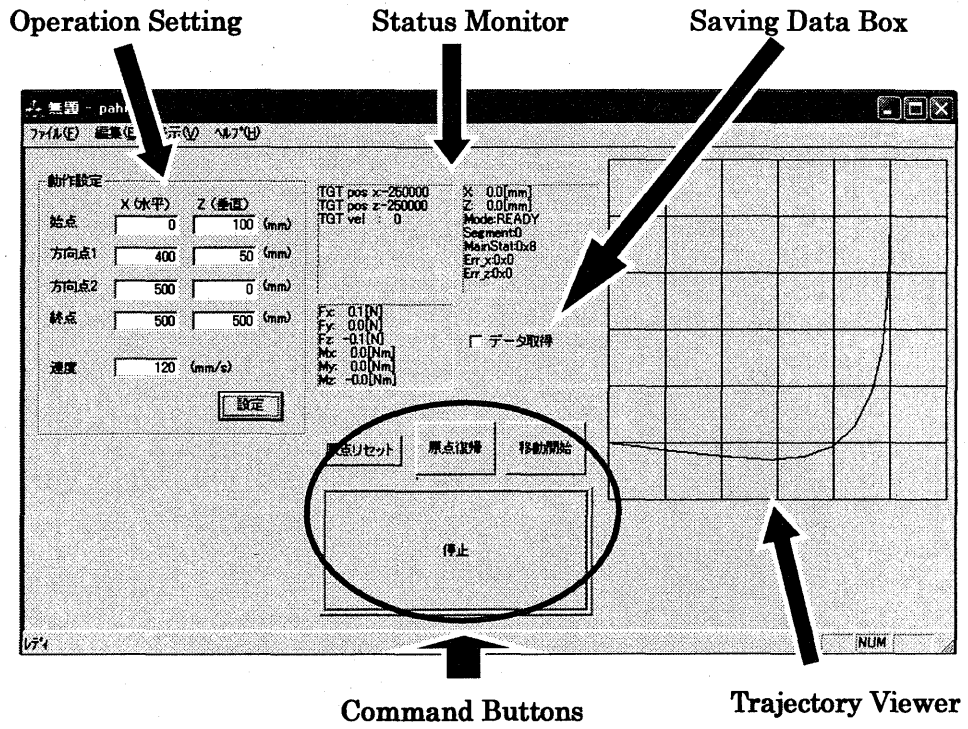 Operation Setting
Status Monitor
Saving Data Box
無題 - pah
ファイル(F) 編集(E 示(V) ヘルプ(H)
動作設定
X (水平) Z (垂直)
始点 0 100 (mm)
方向点1 400 50 (mm)
方向点2 500 0 (mm)
終点 500 500 (mm)
速度 120 (mm/s)
設定
TGT pos x:-250000
TGT pos z:-250000
TGT vel : 0
X 0.0[mm]
Z 0.0[mm]
Mode:READY
Segment:0
MainStat:0x8
Err_x:0x0
Err_z:0x0
Fx: 0.1[N]
Fy: 0.0[N]
Fz: -0.1[N]
Mx: 0.0[Nm]
My: 0.0[Nm]
Mz: -0.0[Nm]
データ取得
原点リセット
原点復帰
移動開始
停止
レディ
NUM
Command Buttons
Trajectory Viewer